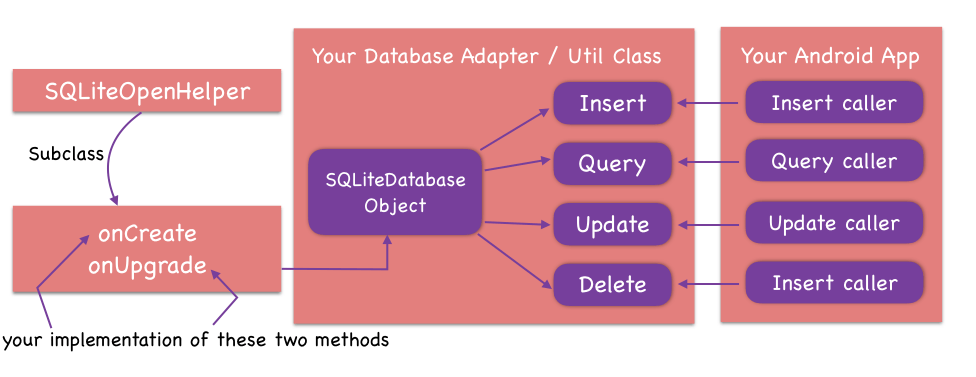 SQLiteOpenHelper
Subclass
onCreate
onUpgrade
your implementation of these two methods
Your Database Adapter / Util Class
SQLiteDatabase
Object
Insert
Query
Update
Delete
Your Android App
Insert caller
Query caller
Update caller
Insert caller